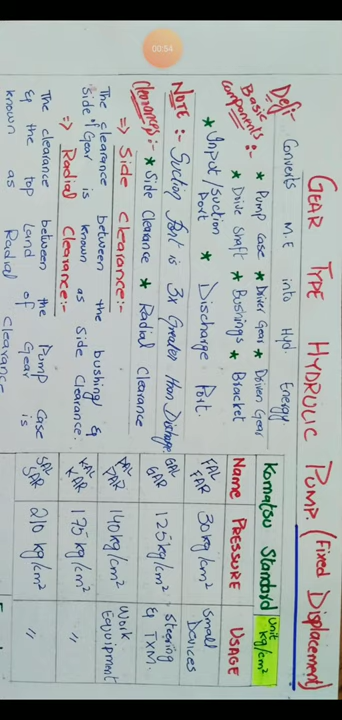 00:54
GEAR TYPE HYDRULIC PUMP. (Fixed Displacement)
Def:- Converts M.E into Hyd Energy
Basic components:- * Pump Case * Driver Gear * Driven Gear
* Drive Shaft * Bushings * Bracket
* Input/Suction Port * Discharge Port.
NOTE:- Suction Port is 3x Greater than Discharge
Clearances:- * Side Clearance * Radial Clearance
=> Side Clearance:-
The clearance between the bushing &
Side of Gear is known as Side Clearance.
=> Radial Clearance:-
The clearance between the Pump Case
& the top Land of Gear is
known as Radial Clearance
Komatsu Standard Unit kg/cm²
Name PRESSURE USAGE
FAL FAR 30 kg/cm² Small Devices
GAL GAR 125 kg/cm² Steering & TXM.
PAL PAR 140 kg/cm² Work Equipment
KAL KAR 175 kg/cm² "
SAL SAR 210 kg/cm² "